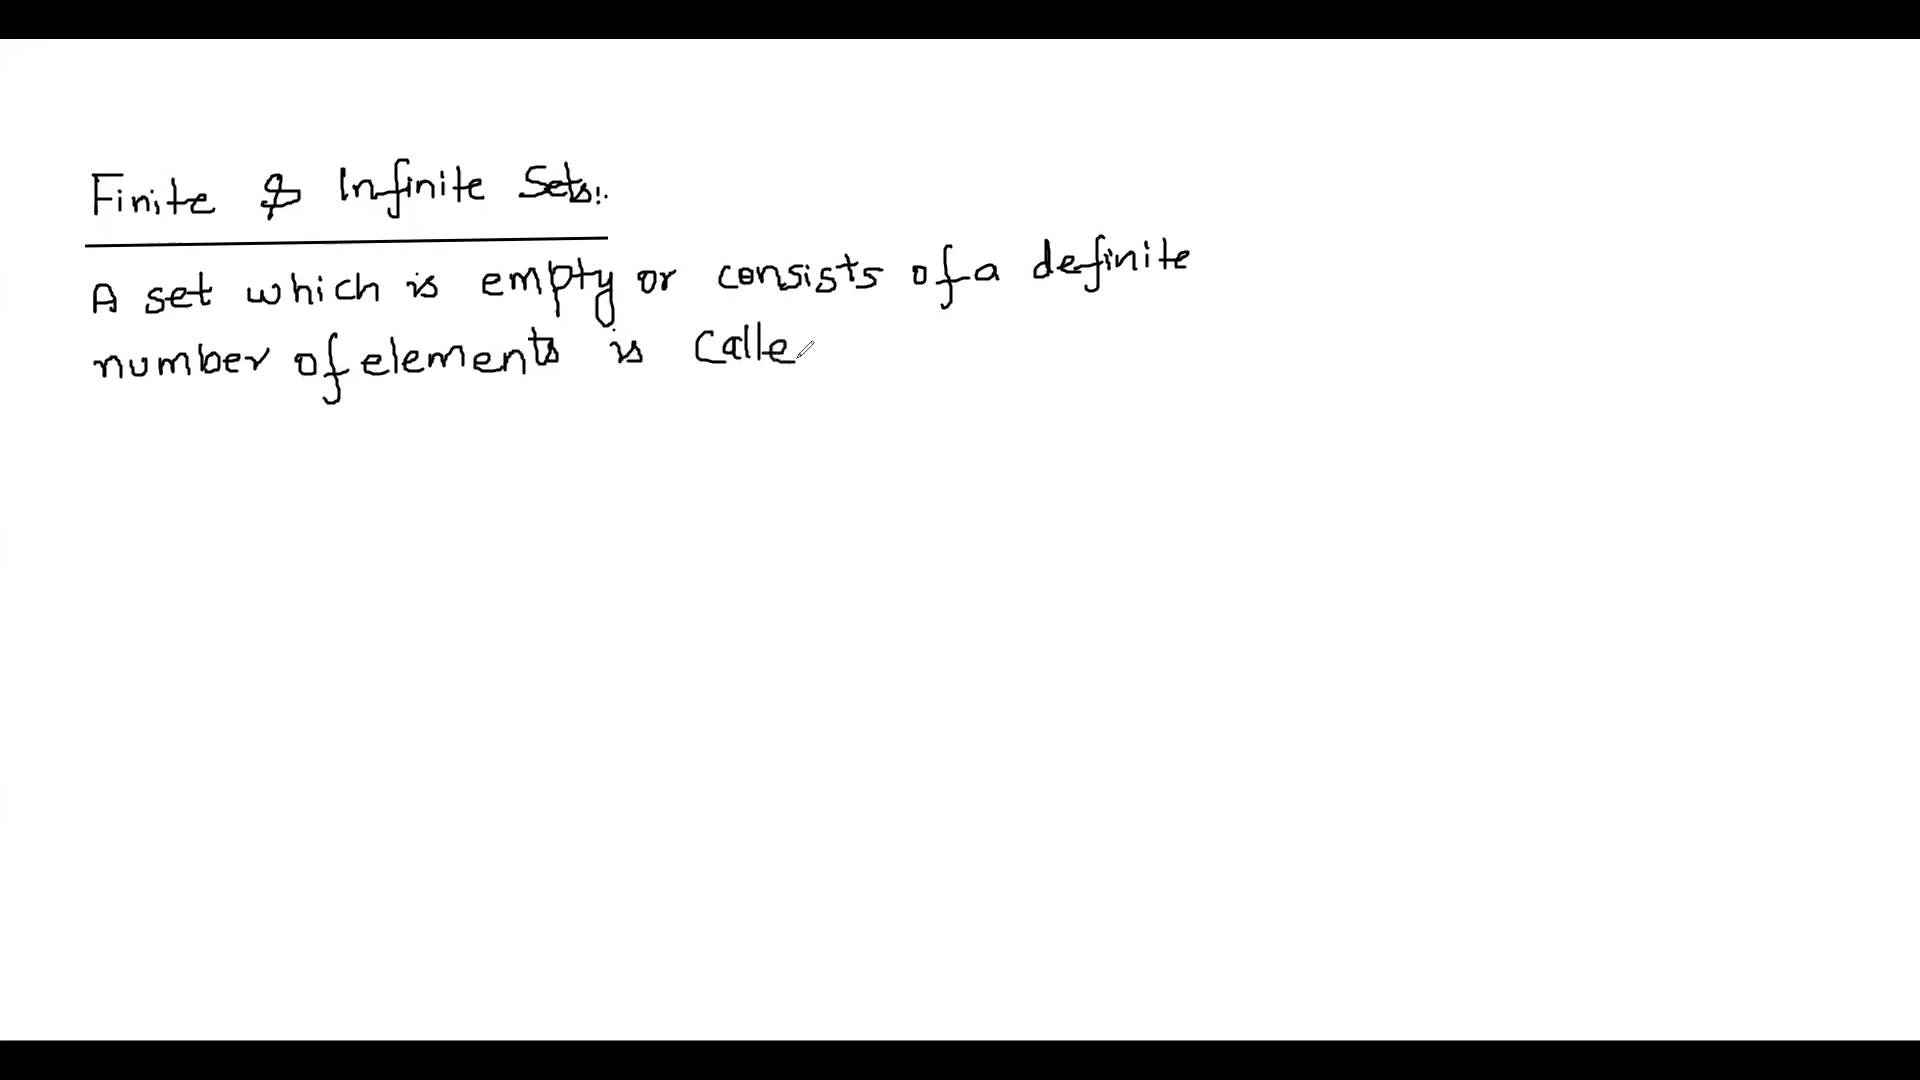 Finite & Infinite Sets:
A set which is empty or consists of a definite
number of elements is Calle